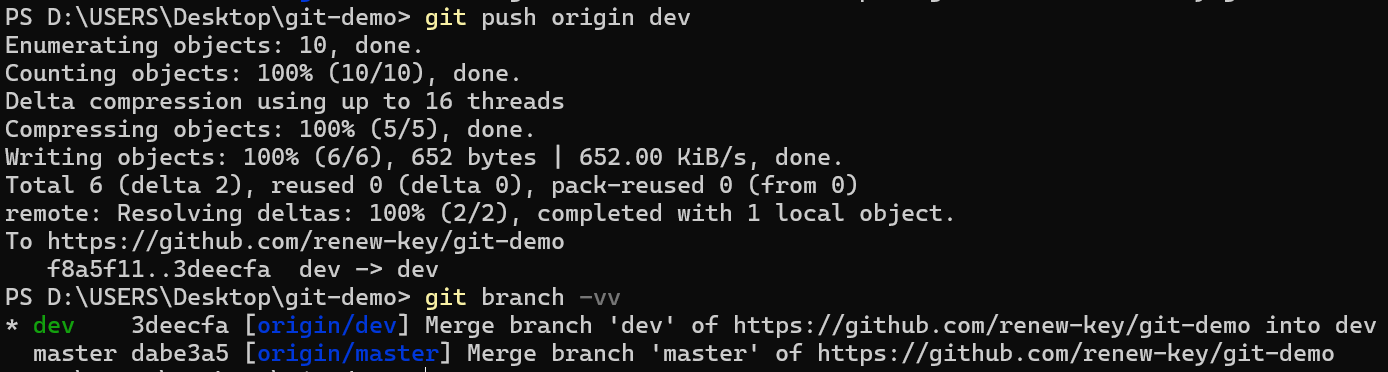 PS D:\USERS\Desktop\git-demo> git push origin dev
Enumerating objects: 10, done.
Counting objects: 100% (10/10), done.
Delta compression using up to 16 threads
Compressing objects: 100% (5/5), done.
Writing objects: 100% (6/6), 652 bytes | 652.00 KiB/s, done.
Total 6 (delta 2), reused 0 (delta 0), pack-reused 0 (from 0)
remote: Resolving deltas: 100% (2/2), completed with 1 local object.
To https://github.com/renew-key/git-demo
   f8a5f11..3deecfa  dev -> dev
PS D:\USERS\Desktop\git-demo> git branch -vv
* dev    3deecfa [origin/dev] Merge branch 'dev' of https://github.com/renew-key/git-demo into dev
  master dabe3a5 [origin/master] Merge branch 'master' of https://github.com/renew-key/git-demo